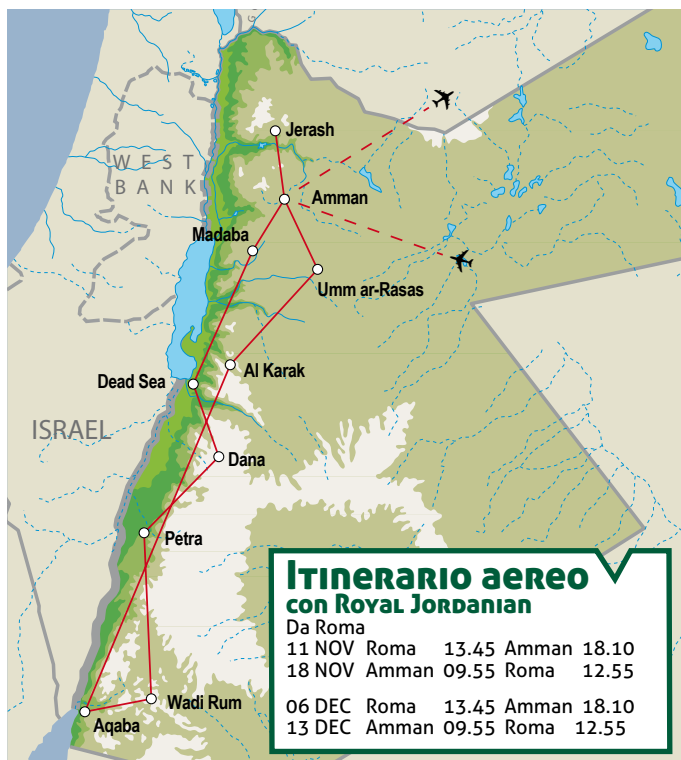 Jerash
WEST
BANK
Amman
Madaba
Umm ar-Rasas
Al Karak
Dead Sea
ISRAEL
Dana
Petra
Wadi Rum
Aqaba
Itinerario aereo
con Royal Jordanian
Da Roma
11 NOV Roma 13.45 Amman 18.10
18 NOV Amman 09.55 Roma 12.55
06 DEC Roma 13.45 Amman 18.10
13 DEC Amman 09.55 Roma 12.55